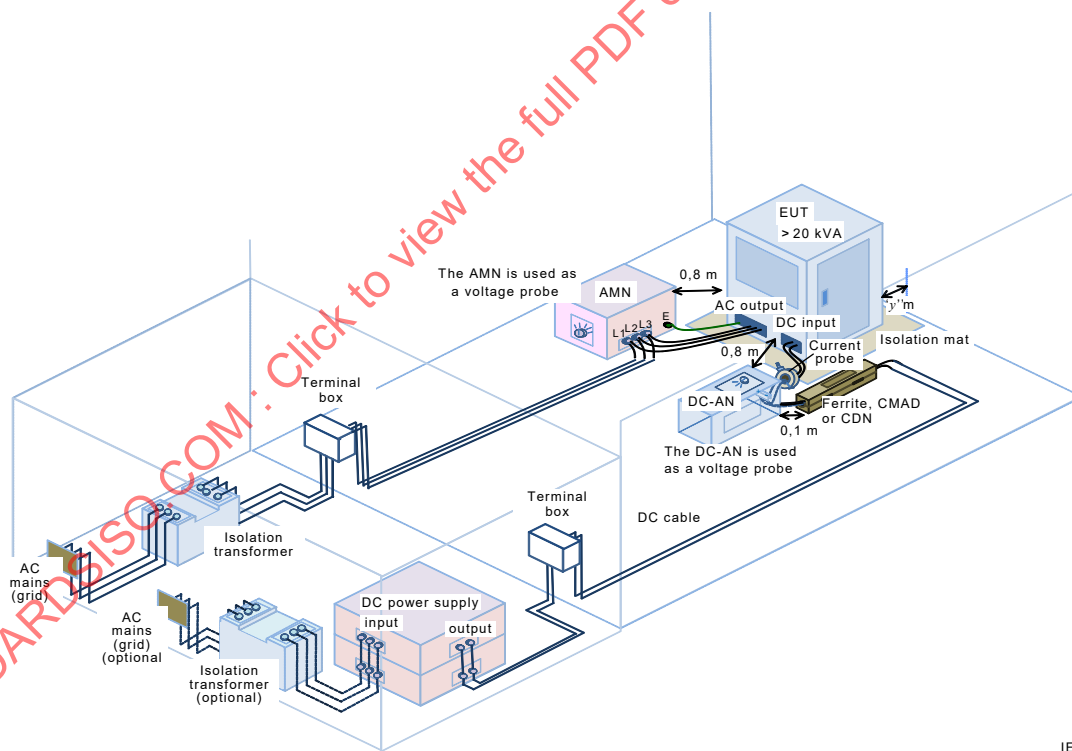 DARDSISO.COM : Click to view the full PDF
EUT
> 20 kVA
The AMN is used as
a voltage probe
AMN
0,8 m
AC output
"y"m
DC input
E
L1 L2 L3
0,8 m
Current
probe
Isolation mat
DC-AN
Ferrite, CMAD
or CDN
0,1 m
The DC-AN is used
as a voltage probe
Terminal
box
Terminal
box
DC cable
Isolation
transformer
AC
mains
(grid)
DC power supply
input
output
AC
mains
(grid)
(optional
Isolation
transformer
(optional)